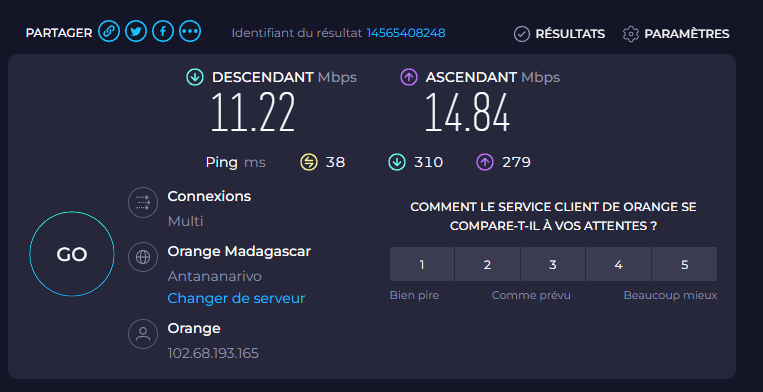 PARTAGER
Identifiant du résultat 14565408248
RÉSULTATS
PARAMÈTRES
DESCENDANT Mbps
ASCENDANT Mbps
11.22
14.84
Ping ms
38
310
279
GO
Connexions
Multi
Orange Madagascar
Antananarivo
Changer de serveur
Orange
102.68.193.165
COMMENT LE SERVICE CLIENT DE ORANGE SE
COMPARE-T-IL À VOS ATTENTES ?
1 2 3 4 5
Bien pire Comme prévu Beaucoup mieux